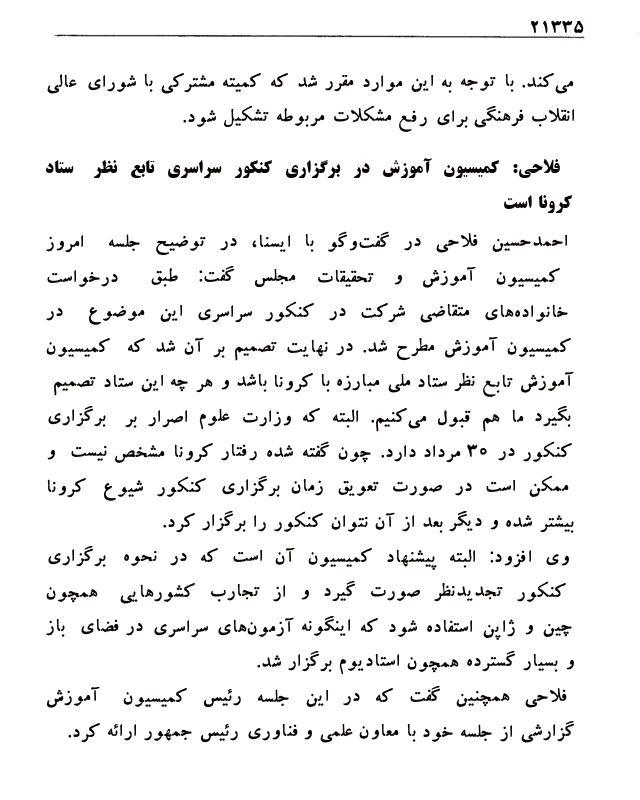 ۲۱۳۳۵
می‌کند. با توجه به این موارد مقرر شد که کمیته مشترکی با شورای عالی
انقلاب فرهنگی برای رفع مشکلات مربوطه تشکیل شود.
فلاحی: کمیسیون آموزش در برگزاری کنکور سراسری تابع نظر ستاد
کرونا است
احمدحسین فلاحی در گفت‌وگو با ایسنا، در توضیح جلسه امروز
کمیسیون آموزش و تحقیقات مجلس گفت: طبق درخواست
خانواده‌های متقاضی شرکت در کنکور سراسری این موضوع در
کمیسیون آموزش مطرح شد. در نهایت تصمیم بر آن شد که کمیسیون
آموزش تابع نظر ستاد ملی مبارزه با کرونا باشد و هر چه این ستاد تصمیم
بگیرد ما هم قبول می‌کنیم. البته که وزارت علوم اصرار بر برگزاری
کنکور در ۳۰ مرداد دارد. چون گفته شده رفتار کرونا مشخص نیست و
ممکن است در صورت تعویق زمان برگزاری کنکور شیوع کرونا
بیشتر شده و دیگر بعد از آن نتوان کنکور را برگزار کرد.
وی افزود: البته پیشنهاد کمیسیون آن است که در نحوه برگزاری
کنکور تجدیدنظر صورت گیرد و از تجارب کشورهایی همچون
چین و ژاپن استفاده شود که اینگونه آزمون‌های سراسری در فضای باز
و بسیار گسترده همچون استادیوم برگزار شد.
فلاحی همچنین گفت که در این جلسه رئیس کمیسیون آموزش
گزارشی از جلسه خود با معاون علمی و فناوری رئیس جمهور ارائه کرد.